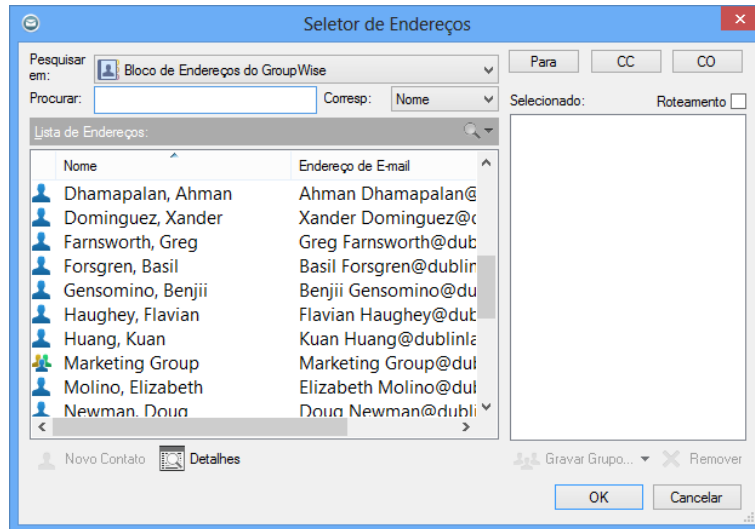 Seletor de Endereços
Pesquisar em:
Bloco de Endereços do GroupWise
Para CC CO
Procurar: Corresp: Nome
Selecionado: Roteamento
Lista de Endereços:
Nome Endereço de E-mail
Dhamapalan, Ahman Ahman Dhamapalan@
Dominguez, Xander Xander Dominguez@d
Farnsworth, Greg Greg Farnsworth@dub
Forsgren, Basil Basil Forsgren@dublin
Gensomino, Benjii Benjii Gensomino@du
Haughey, Flavian Flavian Haughey@dub
Huang, Kuan Kuan Huang@dublinla
Marketing Group Marketing Group@dub
Molino, Elizabeth Elizabeth Molino@dub
Newman, Doug Doug Newman@dubli
Novo Contato Detalhes
Gravar Grupo... Remover
OK Cancelar